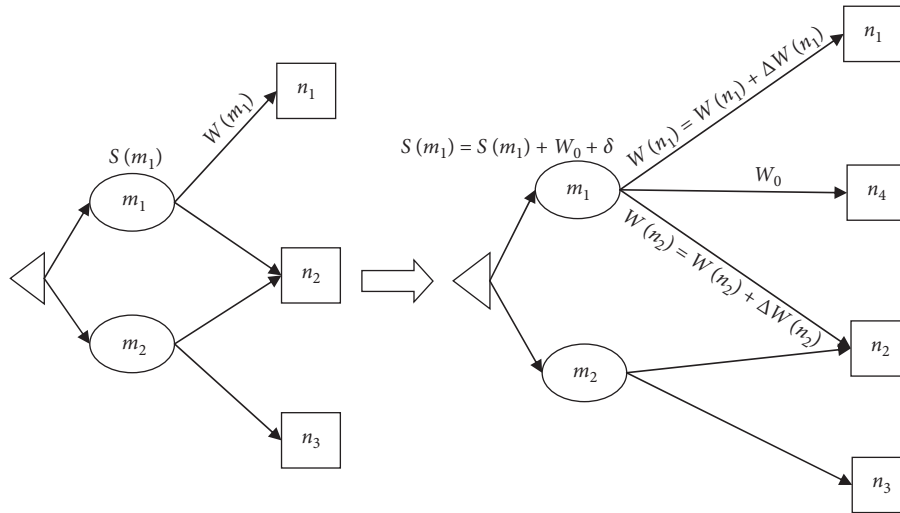 n₁
W(m₁)
S(m₁)
m₁
n₂
m₂
n₃
n₁
W(n₁) = W(n₁) + ΔW(n₁)
S(m₁) = S(m₁) + W₀ + δ
m₁
W₀
n₄
W(n₂) = W(n₂) + ΔW(n₂)
n₂
m₂
n₃